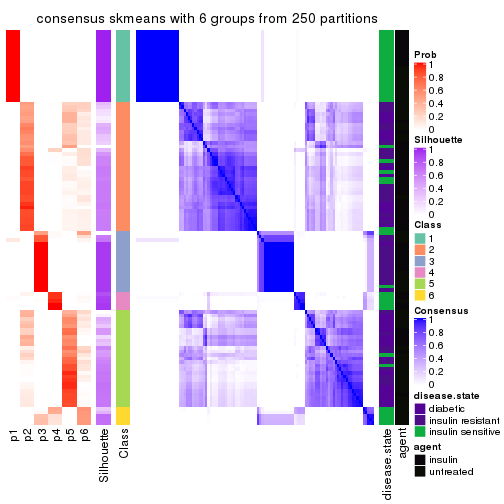 consensus skmeans with 6 groups from 250 partitions
p1
p2
p3
p4
p5
p6
Silhouette
Class
disease.state
agent
Prob
1
0.8
0.6
0.4
0.2
0
Silhouette
1
0.8
0.6
0.4
0.2
0
Class
1
2
3
4
5
6
Consensus
1
0.8
0.6
0.4
0.2
0
disease.state
diabetic
insulin resistant
insulin sensitive
agent
insulin
untreated